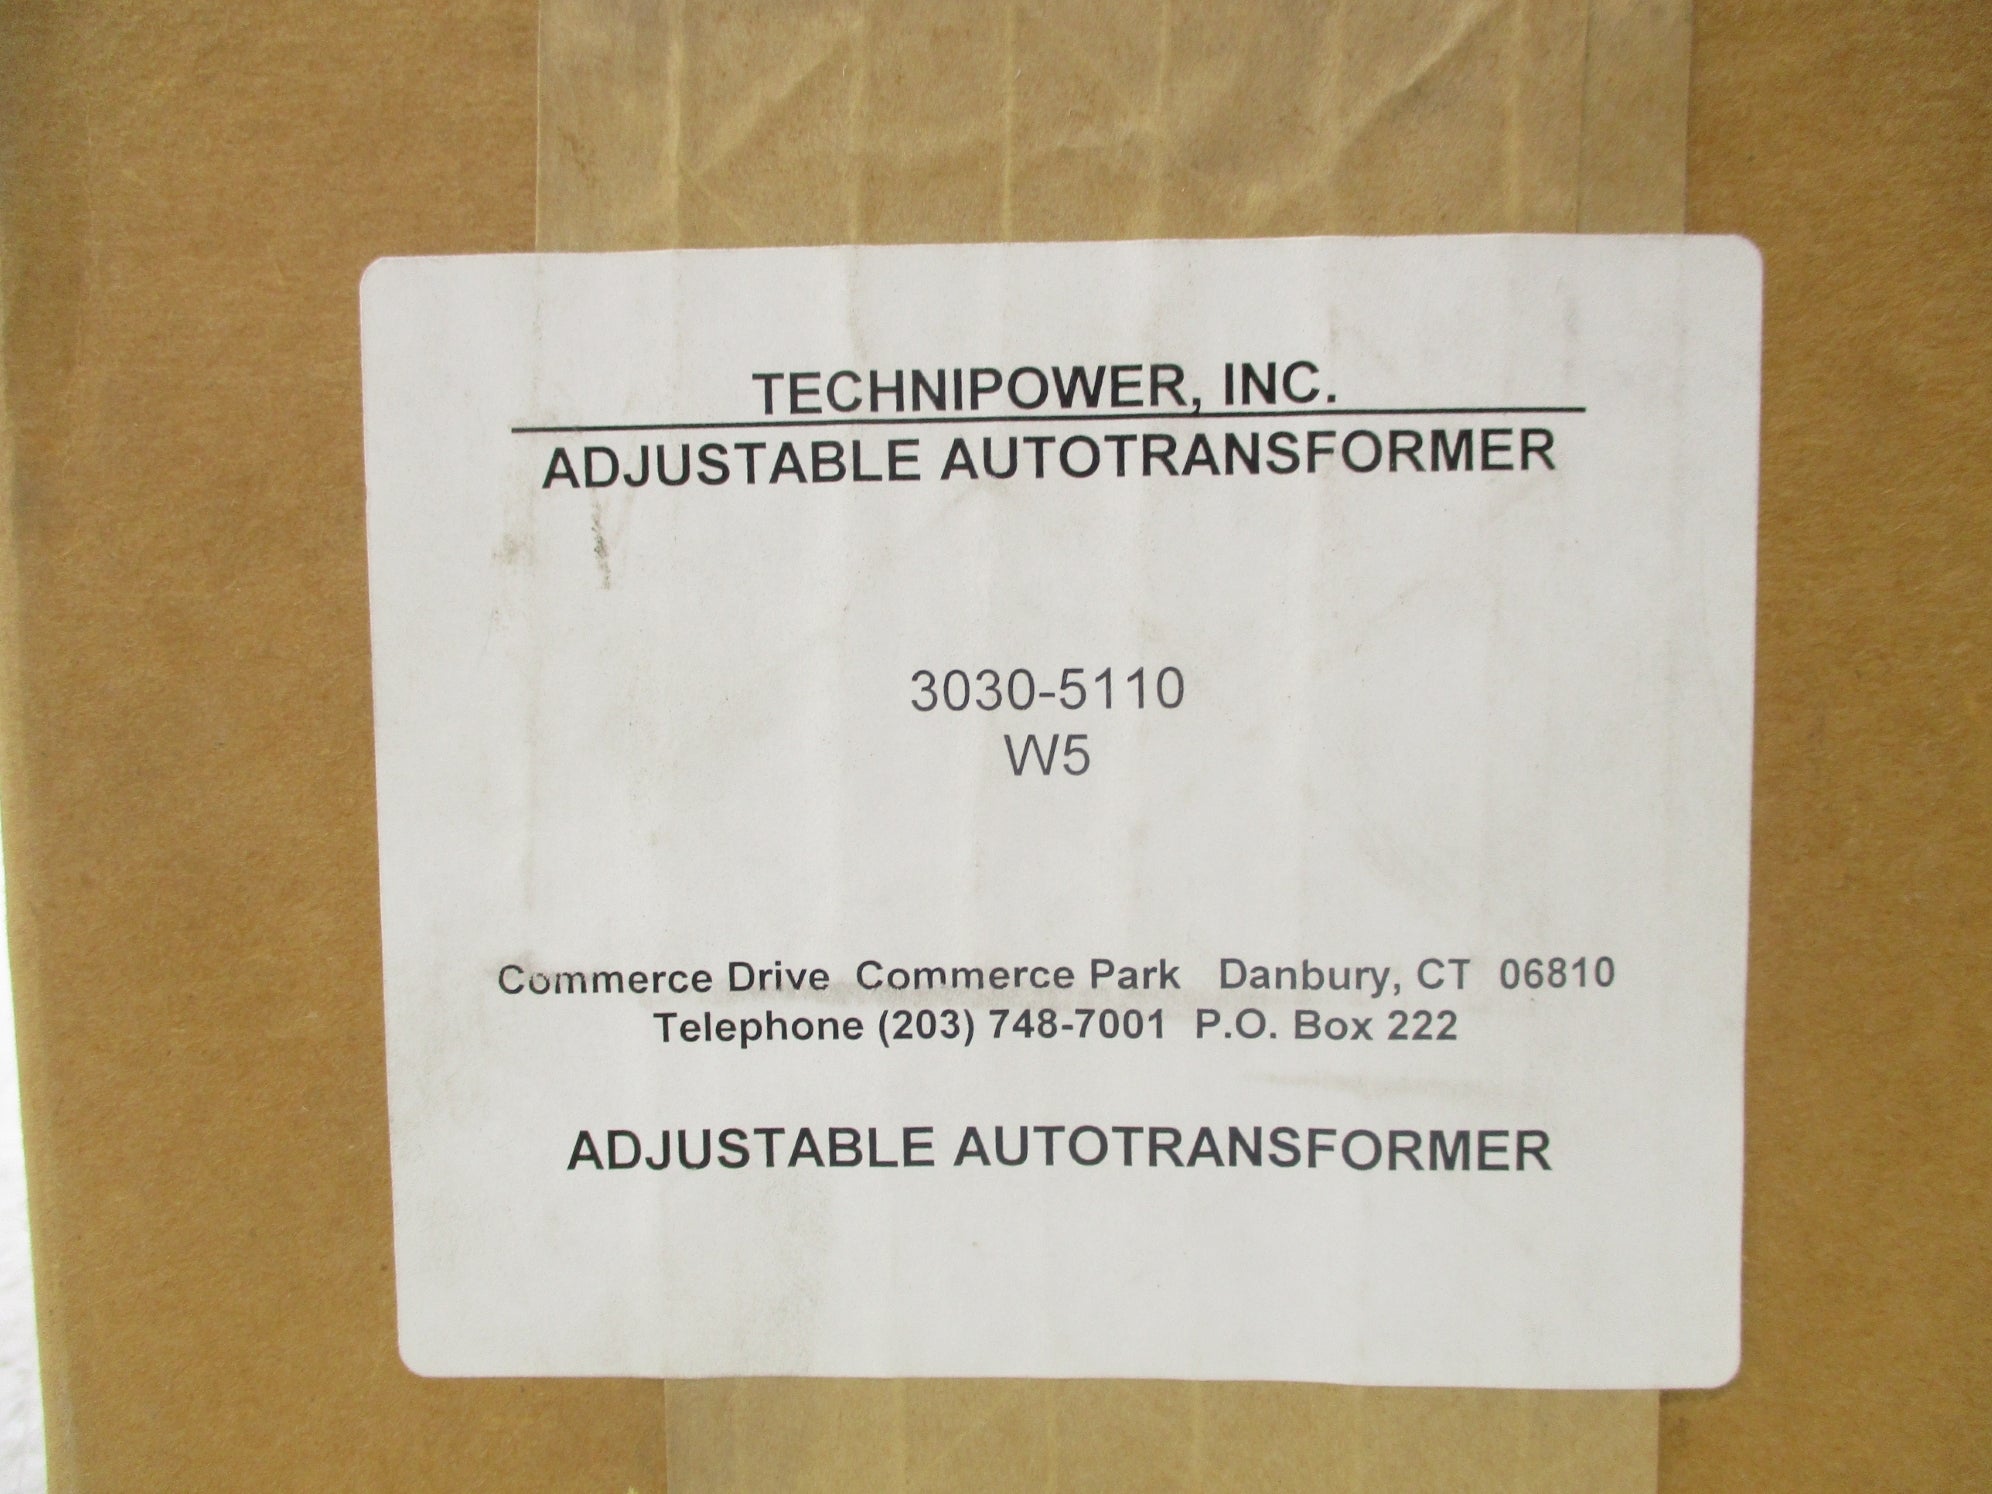 TECHNIPOWER, INC.
ADJUSTABLE AUTOTRANSFORMER
3030-5110
W5
Commerce Drive Commerce Park Danbury, CT 06810
Telephone (203) 748-7001 P.O. Box 222
ADJUSTABLE AUTOTRANSFORMER